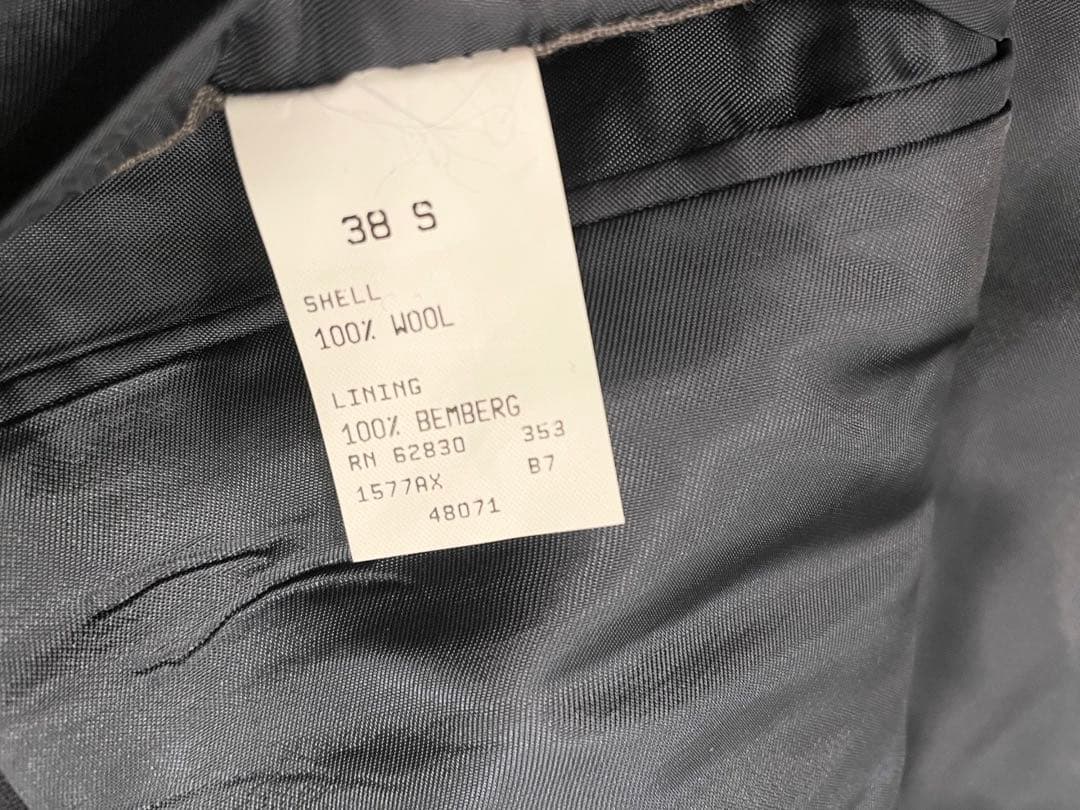 38 S
SHELL
100% WOOL
LINING
100% BEMBERG
RN 62830 353
1577AX B7
48071